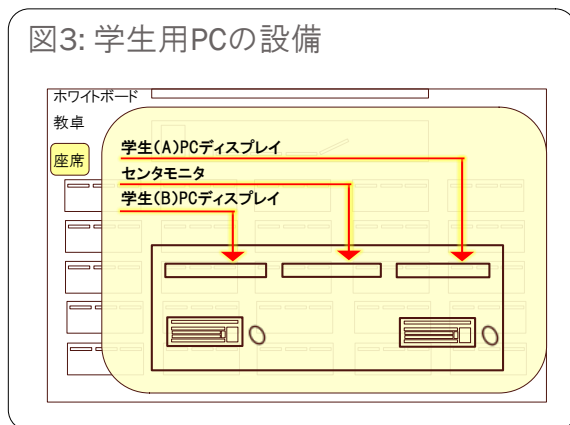 図3: 学生用PCの設備
ホワイトボード
教卓
座席
学生(A)PCディスプレイ
センタモニタ
学生(B)PCディスプレイ